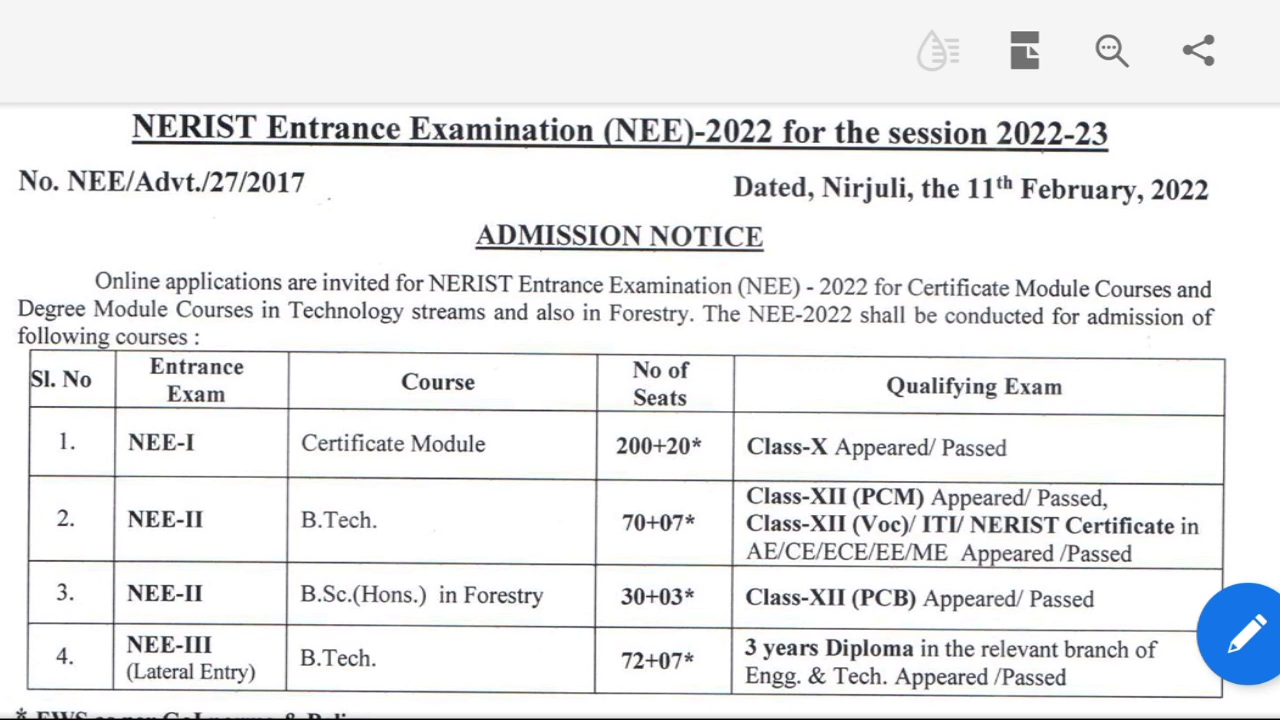 NERIST Entrance Examination (NEE)-2022 for the session 2022-23
No. NEE/Advt./27/2017 Dated, Nirjuli, the 11th February, 2022
ADMISSION NOTICE
Online applications are invited for NERIST Entrance Examination (NEE) - 2022 for Certificate Module Courses and
Degree Module Courses in Technology streams and also in Forestry. The NEE-2022 shall be conducted for admission of
following courses :
Sl. No Entrance Exam Course No of Seats Qualifying Exam
1. NEE-I Certificate Module 200+20* Class-X Appeared/ Passed
2. NEE-II B.Tech. 70+07* Class-XII (PCM) Appeared/ Passed,
Class-XII (Voc)/ ITI/ NERIST Certificate in
AE/CE/ECE/EE/ME Appeared /Passed
3. NEE-II B.Sc.(Hons.) in Forestry 30+03* Class-XII (PCB) Appeared/ Passed
4. NEE-III (Lateral Entry) B.Tech. 72+07* 3 years Diploma in the relevant branch of
Engg. & Tech. Appeared /Passed
* EWS as per GoI